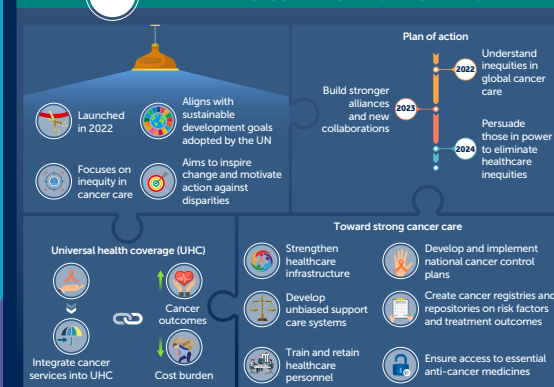 Launched
in 2022
Aligns with
sustainable
development goals
adopted by the UN
Focuses on
inequity in
cancer care
Aims to inspire
change and motivate
action against
disparities
Plan of action
2022
Understand
inequities in
global cancer
care
Build stronger
alliances
and new
collaborations
2023
2024
Persuade
those in power
to eliminate
healthcare
inequities
Universal health coverage (UHC)
Integrate cancer
services into UHC
Cancer
outcomes
Cost burden
Toward strong cancer care
Strengthen
healthcare
infrastructure
Develop and implement
national cancer control
plans
Develop
unbiased support
care systems
Create cancer registries and
repositories on risk factors
and treatment outcomes
Train and retain
healthcare
personnel
Ensure access to essential
anti-cancer medicines